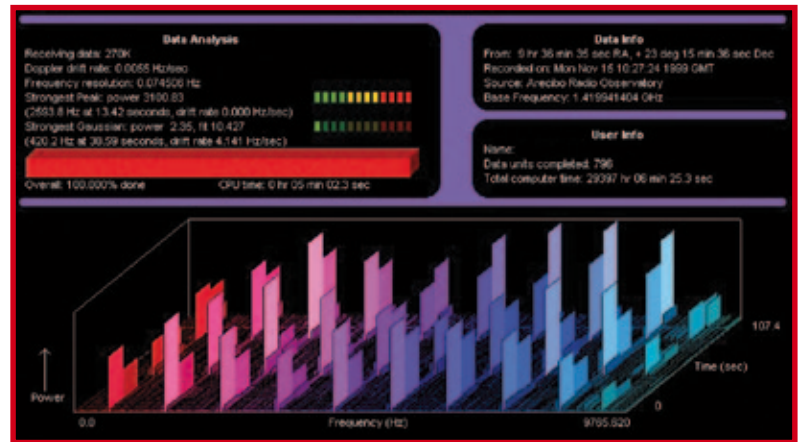 Data Analysis
Receiving data: 270K
Doppler drift rate: 0.0055 Hz/sec
Frequency resolution: 0.074506 Hz
Strongest Peak: power 3100.83
(2593.8 Hz at 13.42 seconds, drift rate 0.000 Hz/sec)
Strongest Gaussian: power 2.35, fit 10.427
(420.2 Hz at 38.59 seconds, drift rate 4.141 Hz/sec)
Overall: 100.000% done
CPU time: 0 hr 05 min 02.3 sec
Data Info
From: 9 hr 36 min 35 sec RA, + 23 deg 15 min 36 sec Dec
Recorded on: Mon Nov 15 10:27:24 1999 GMT
Source: Arecibo Radio Observatory
Base Frequency: 1.419941404 GHz
User Info
Name:
Data units completed: 796
Total computer time: 29397 hr 06 min 25.3 sec
107.4
Time (sec)
0
Power
0.0
Frequency (Hz)
9765.620